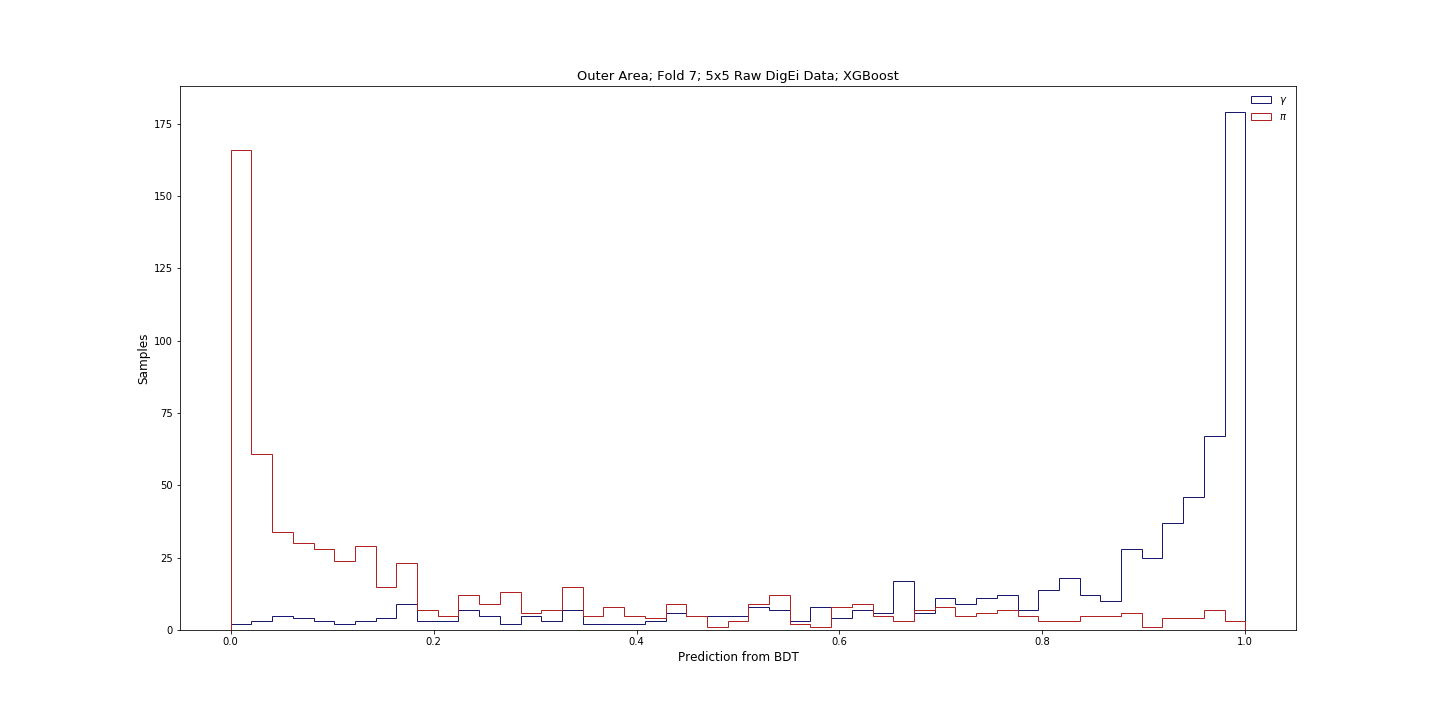 Outer Area; Fold 7; 5x5 Raw DigEi Data; XGBoost
γ
π
175
150
125
100
75
50
25
0
Samples
0.0 0.2 0.4 0.6 0.8 1.0
Prediction from BDT